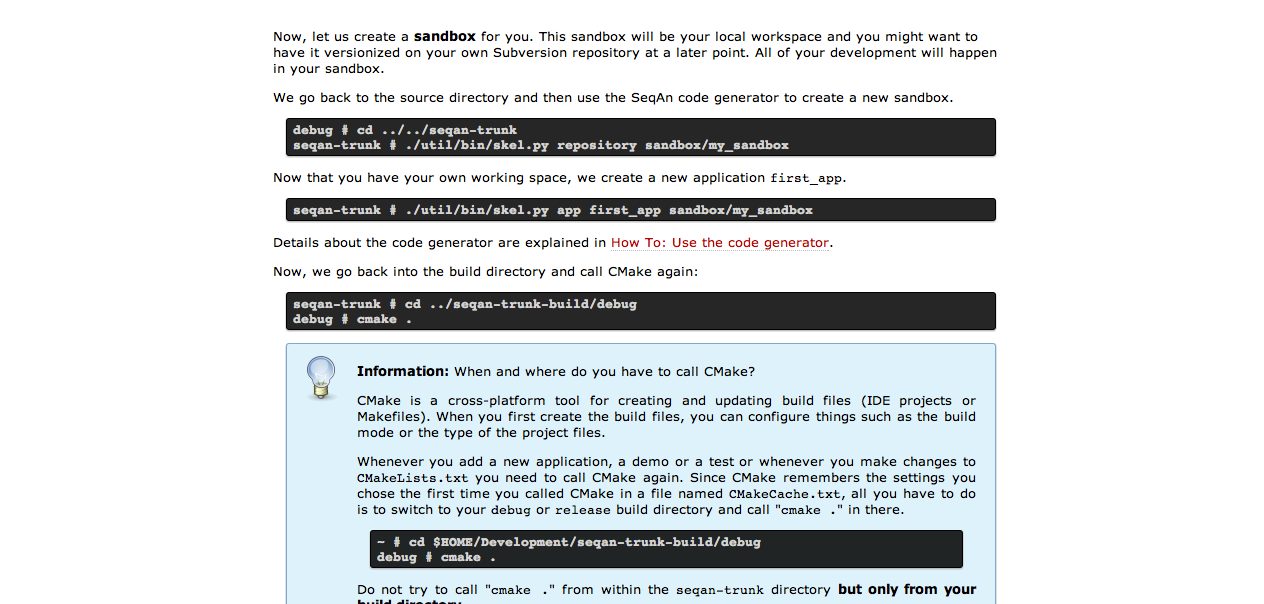 Now, let us create a sandbox for you. This sandbox will be your local workspace and you might want to
have it versionized on your own Subversion repository at a later point. All of your development will happen
in your sandbox.
We go back to the source directory and then use the SeqAn code generator to create a new sandbox.
debug # cd ../../seqan-trunk
seqan-trunk # ./util/bin/skel.py repository sandbox/my_sandbox
Now that you have your own working space, we create a new application first_app.
seqan-trunk # ./util/bin/skel.py app first_app sandbox/my_sandbox
Details about the code generator are explained in How To: Use the code generator.
Now, we go back into the build directory and call CMake again:
seqan-trunk # cd ../seqan-trunk-build/debug
debug # cmake .
Information: When and where do you have to call CMake?
CMake is a cross-platform tool for creating and updating build files (IDE projects or
Makefiles). When you first create the build files, you can configure things such as the build
mode or the type of the project files.
Whenever you add a new application, a demo or a test or whenever you make changes to
CMakeLists.txt you need to call CMake again. Since CMake remembers the settings you
chose the first time you called CMake in a file named CMakeCache.txt, all you have to do
is to switch to your debug or release build directory and call "cmake ." in there.
~ # cd $HOME/Development/seqan-trunk-build/debug
debug # cmake .
Do not try to call "cmake ." from within the seqan-trunk directory but only from your
build directory.